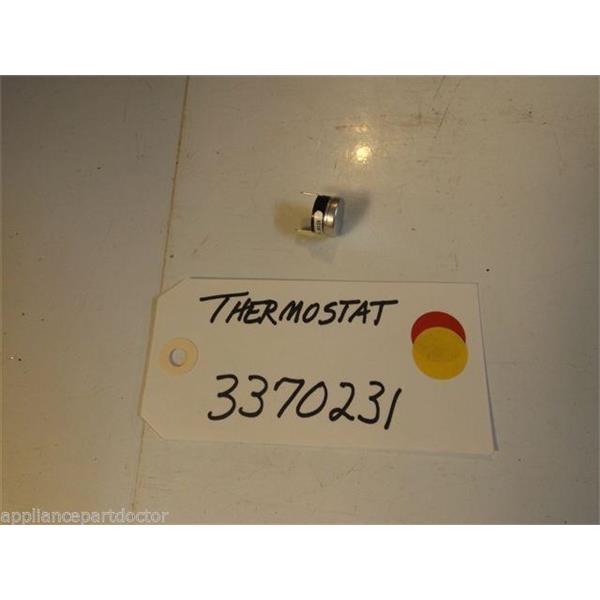 THERMOSTAT
3370231
appliancepartdoctor